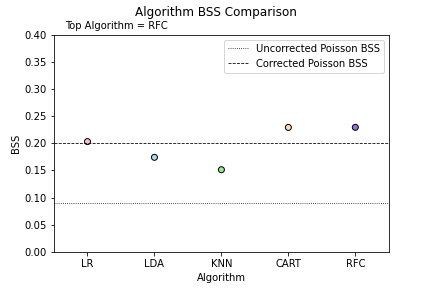 Algorithm BSS Comparison
Top Algorithm = RFC
Uncorrected Poisson BSS
Corrected Poisson BSS
BSS
0.40
0.35
0.30
0.25
0.20
0.15
0.10
0.05
0.00
LR LDA KNN CART RFC
Algorithm